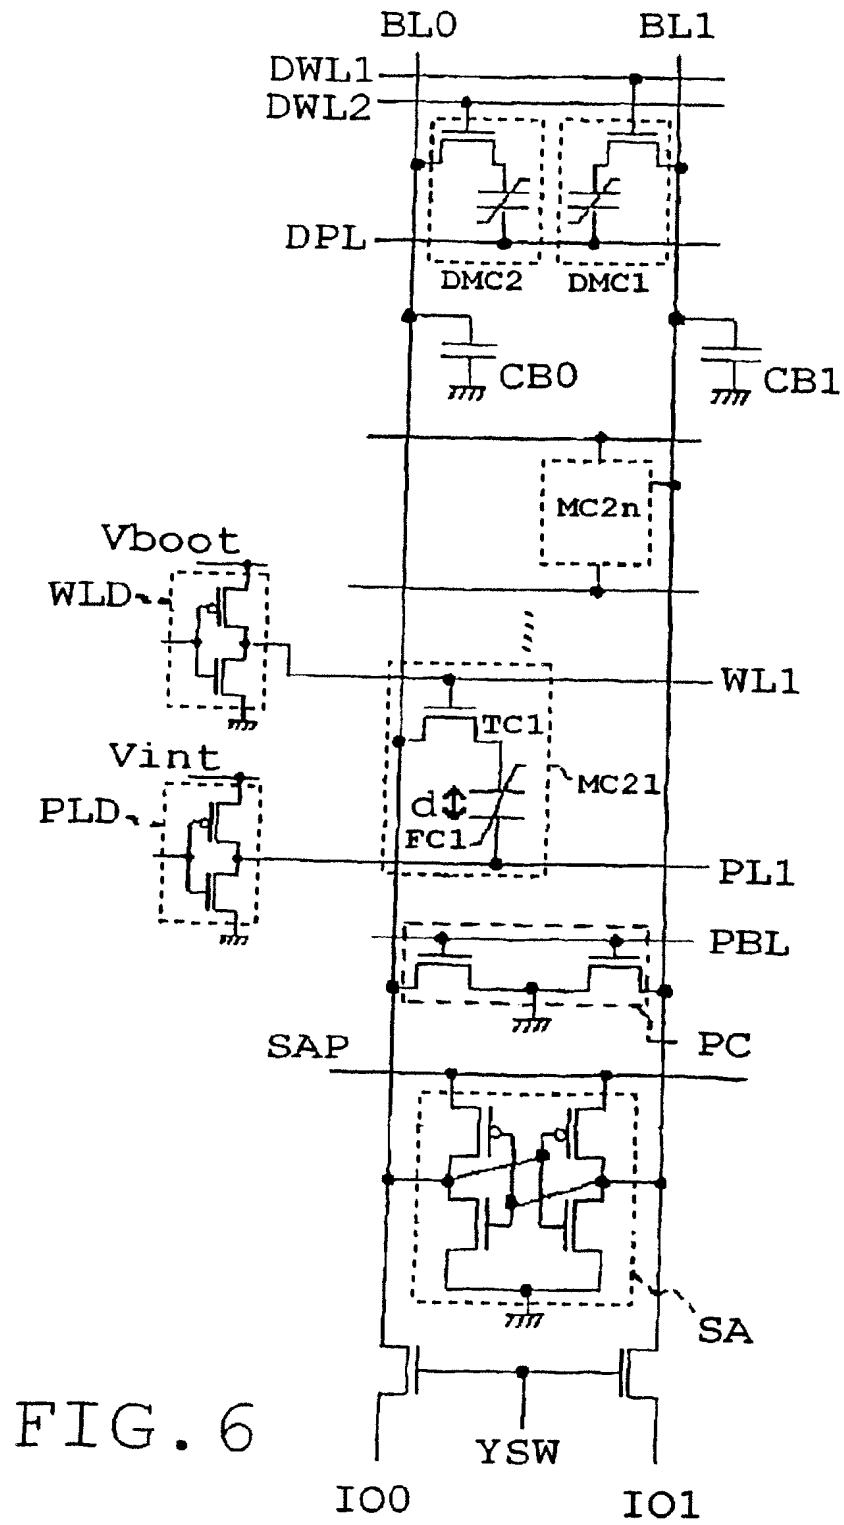 BL0 BL1
DWL1
DWL2
DPL
DMC2 DMC1
CB0 CB1
MC2n
Vboot
WLD
WL1
TC1
Vint
MC21
PLD
d
FC1
PL1
PBL
SAP PC
SA
FIG. 6
YSW
IO0 IO1